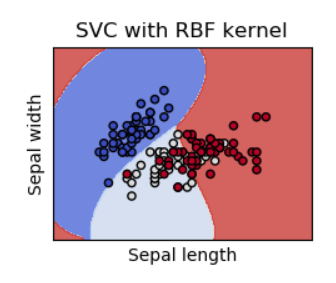 SVC with RBF kernel
Sepal width
Sepal length